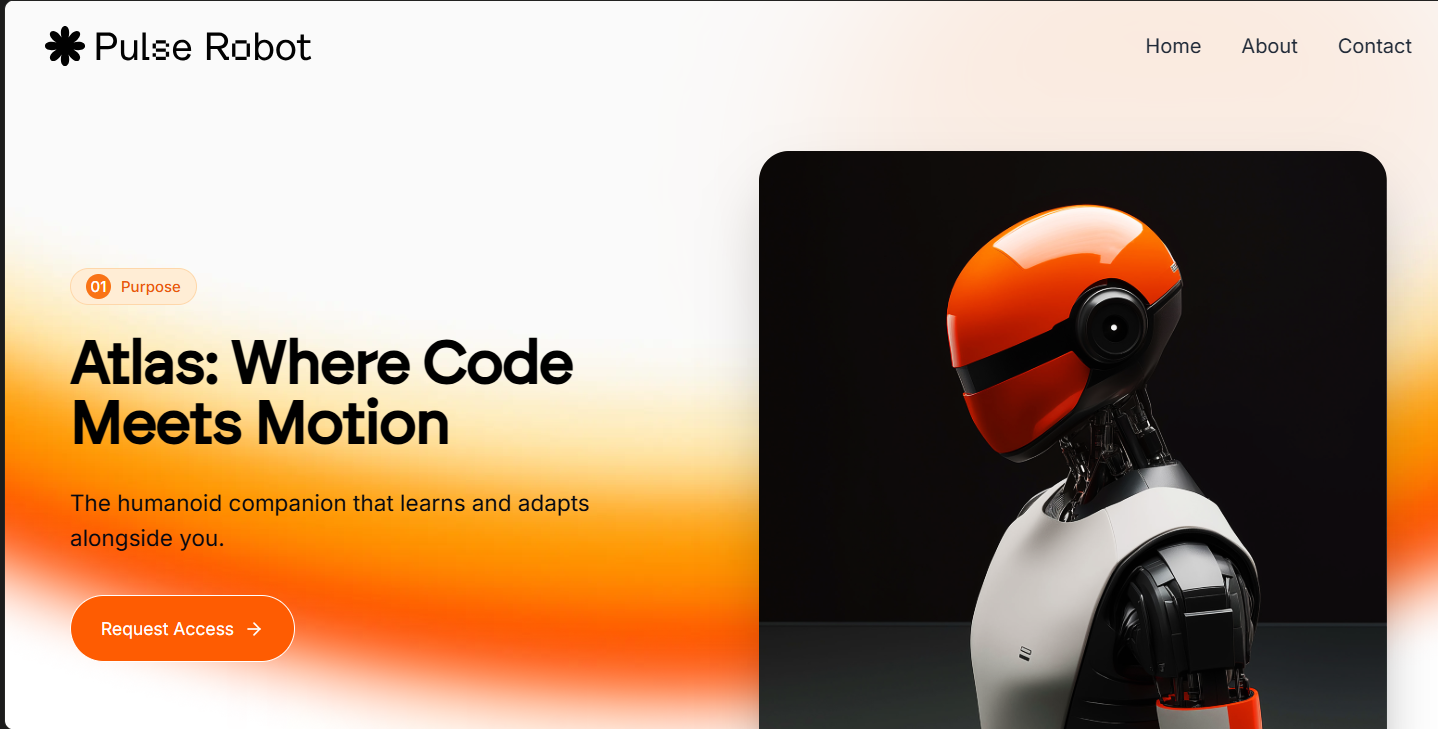 Pulse Robot
Home About Contact
01 Purpose
Atlas: Where Code
Meets Motion
The humanoid companion that learns and adapts
alongside you.
Request Access →